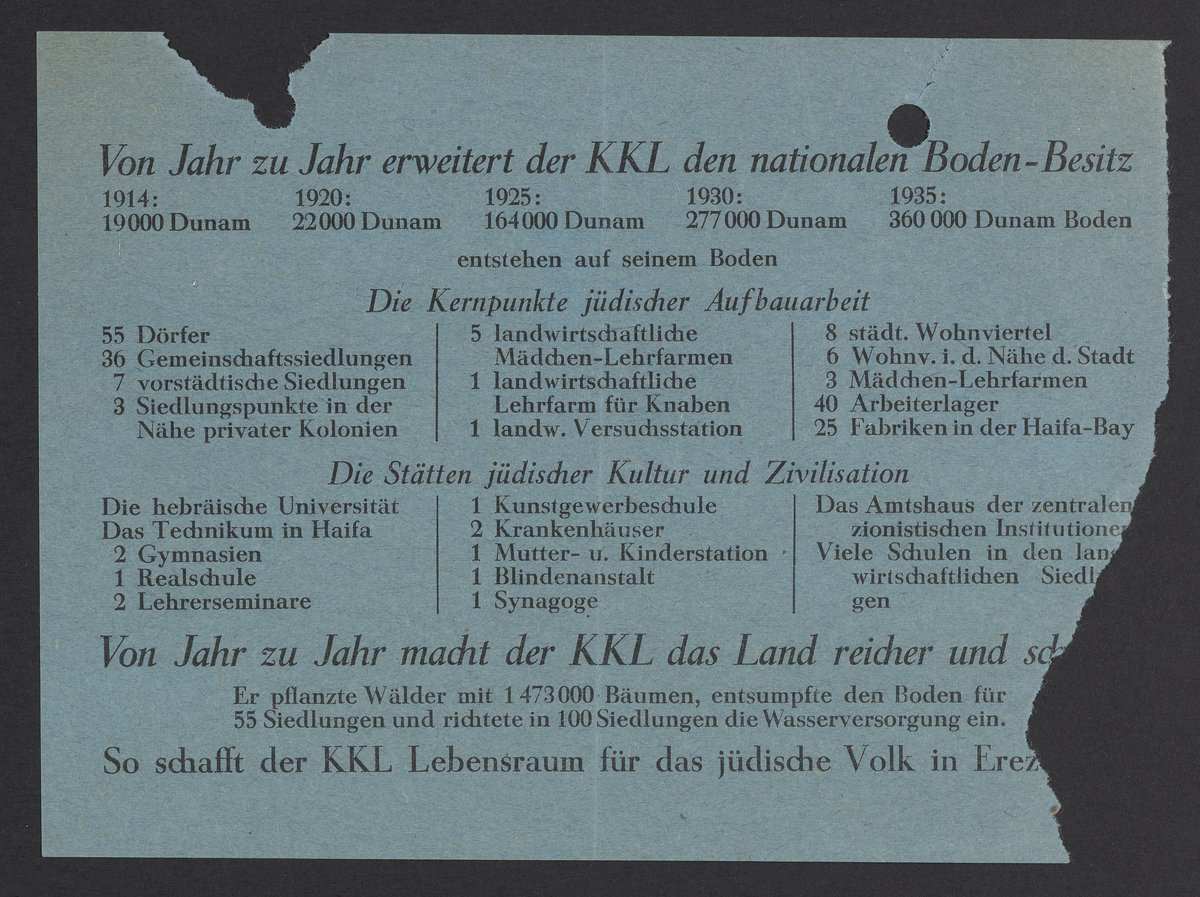 Von Jahr zu Jahr erweitert der KKL den nationalen Boden-Besitz
1914: 1920: 1925: 1930: 1935:
19000 Dunam 22000 Dunam 164000 Dunam 277000 Dunam 360000 Dunam Boden
entstehen auf seinem Boden
Die Kernpunkte jüdischer Aufbauarbeit
55 Dörfer
36 Gemeinschaftssiedlungen
7 vorstädtische Siedlungen
3 Siedlungspunkte in der
Nähe privater Kolonien
5 landwirtschaftliche
Mädchen-Lehrfarmen
1 landwirtschaftliche
Lehrfarm für Knaben
1 landw. Versuchsstation
8 städt. Wohnviertel
6 Wohnv. i. d. Nähe d. Stadt
3 Mädchen-Lehrfarmen
40 Arbeiterlager
25 Fabriken in der Haifa-Bay
Die Stätten jüdischer Kultur und Zivilisation
Die hebräische Universität
Das Technikum in Haifa
2 Gymnasien
1 Realschule
2 Lehrerseminare
1 Kunstgewerbeschule
2 Krankenhäuser
1 Mutter- u. Kinderstation
1 Blindenanstalt
1 Synagoge
Das Amtshaus der zentralen
zionistischen Institutionen
Viele Schulen in den
wirtschaftlichen
gen
Von Jahr zu Jahr macht der KKL das Land reicher und
Er pflanzte Wälder mit 1473000 Bäumen, entsumpfte den Boden für
55 Siedlungen und richtete in 100 Siedlungen die Wasserversorgung ein.
So schafft der KKL Lebensraum für das jüdische Volk in Erez